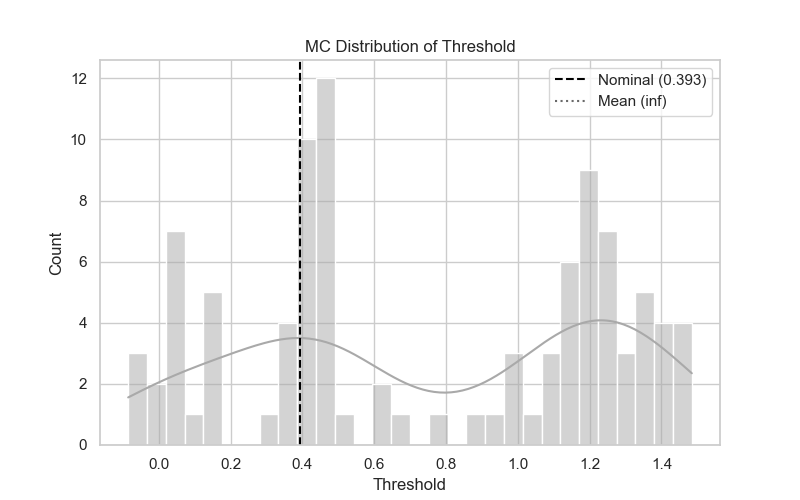 MC Distribution of Threshold
Nominal (0.393)
Mean (inf)
12
10
8
6
4
2
0
Count
0.0 0.2 0.4 0.6 0.8 1.0 1.2 1.4
Threshold